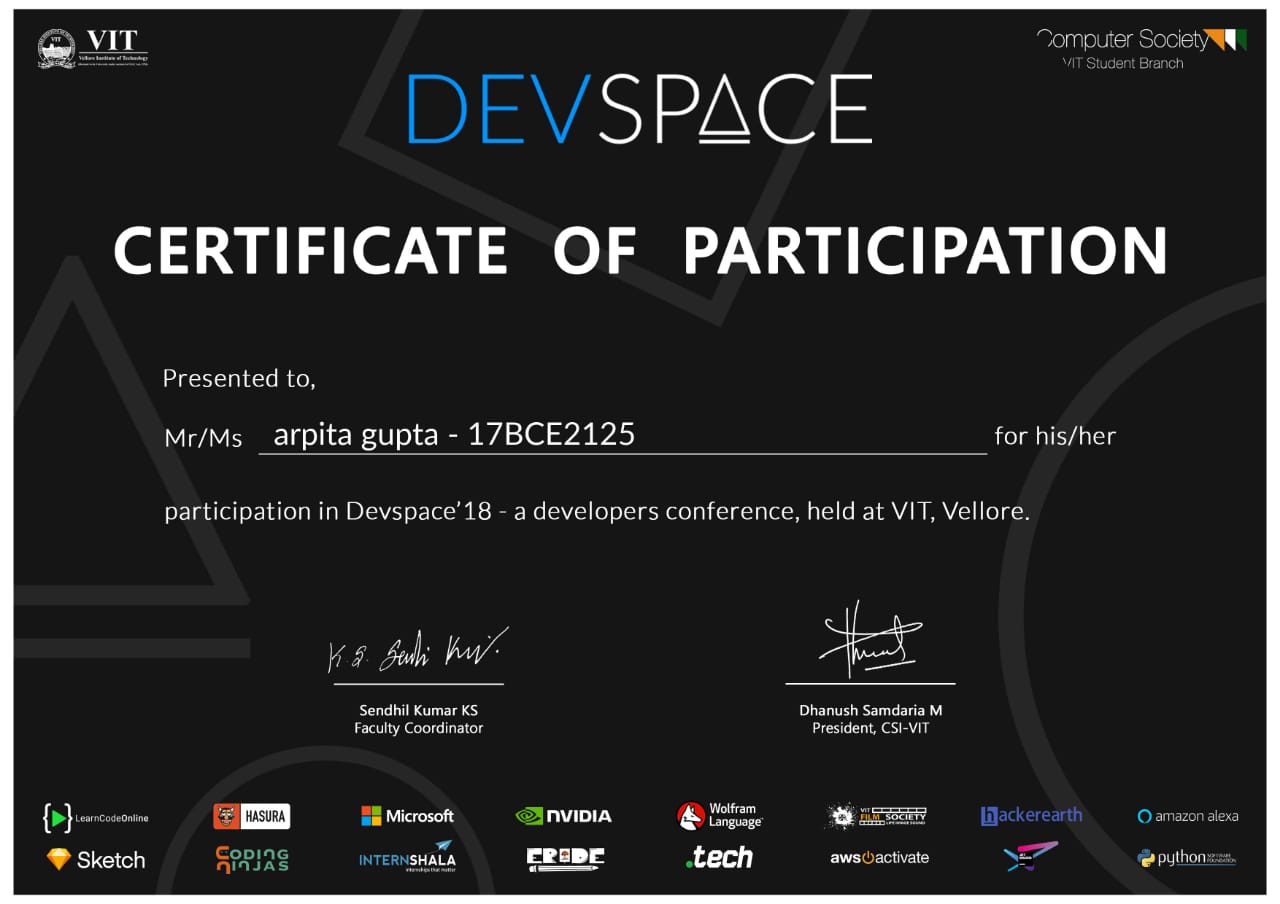 VIT
Vellore Institute of Technology
Computer Society
VIT Student Branch
DEVSPACE
CERTIFICATE OF PARTICIPATION
Presented to,
Mr/Ms arpita gupta - 17BCE2125 for his/her
participation in Devspace'18 - a developers conference, held at VIT, Vellore.
K.S. Sendhil Kumar
Sendhil Kumar KS
Faculty Coordinator
Dhanush Samdaria M
President, CSI-VIT
{▶} LearnCodeOnline
HASURA
Microsoft
NVIDIA
Wolfram Language
VIT FILM SOCIETY
hackerearth
amazon alexa
Sketch
CODING NINJAS
INTERNSHALA
internships that matter
.tech
aws activate
python SOFTWARE FOUNDATION